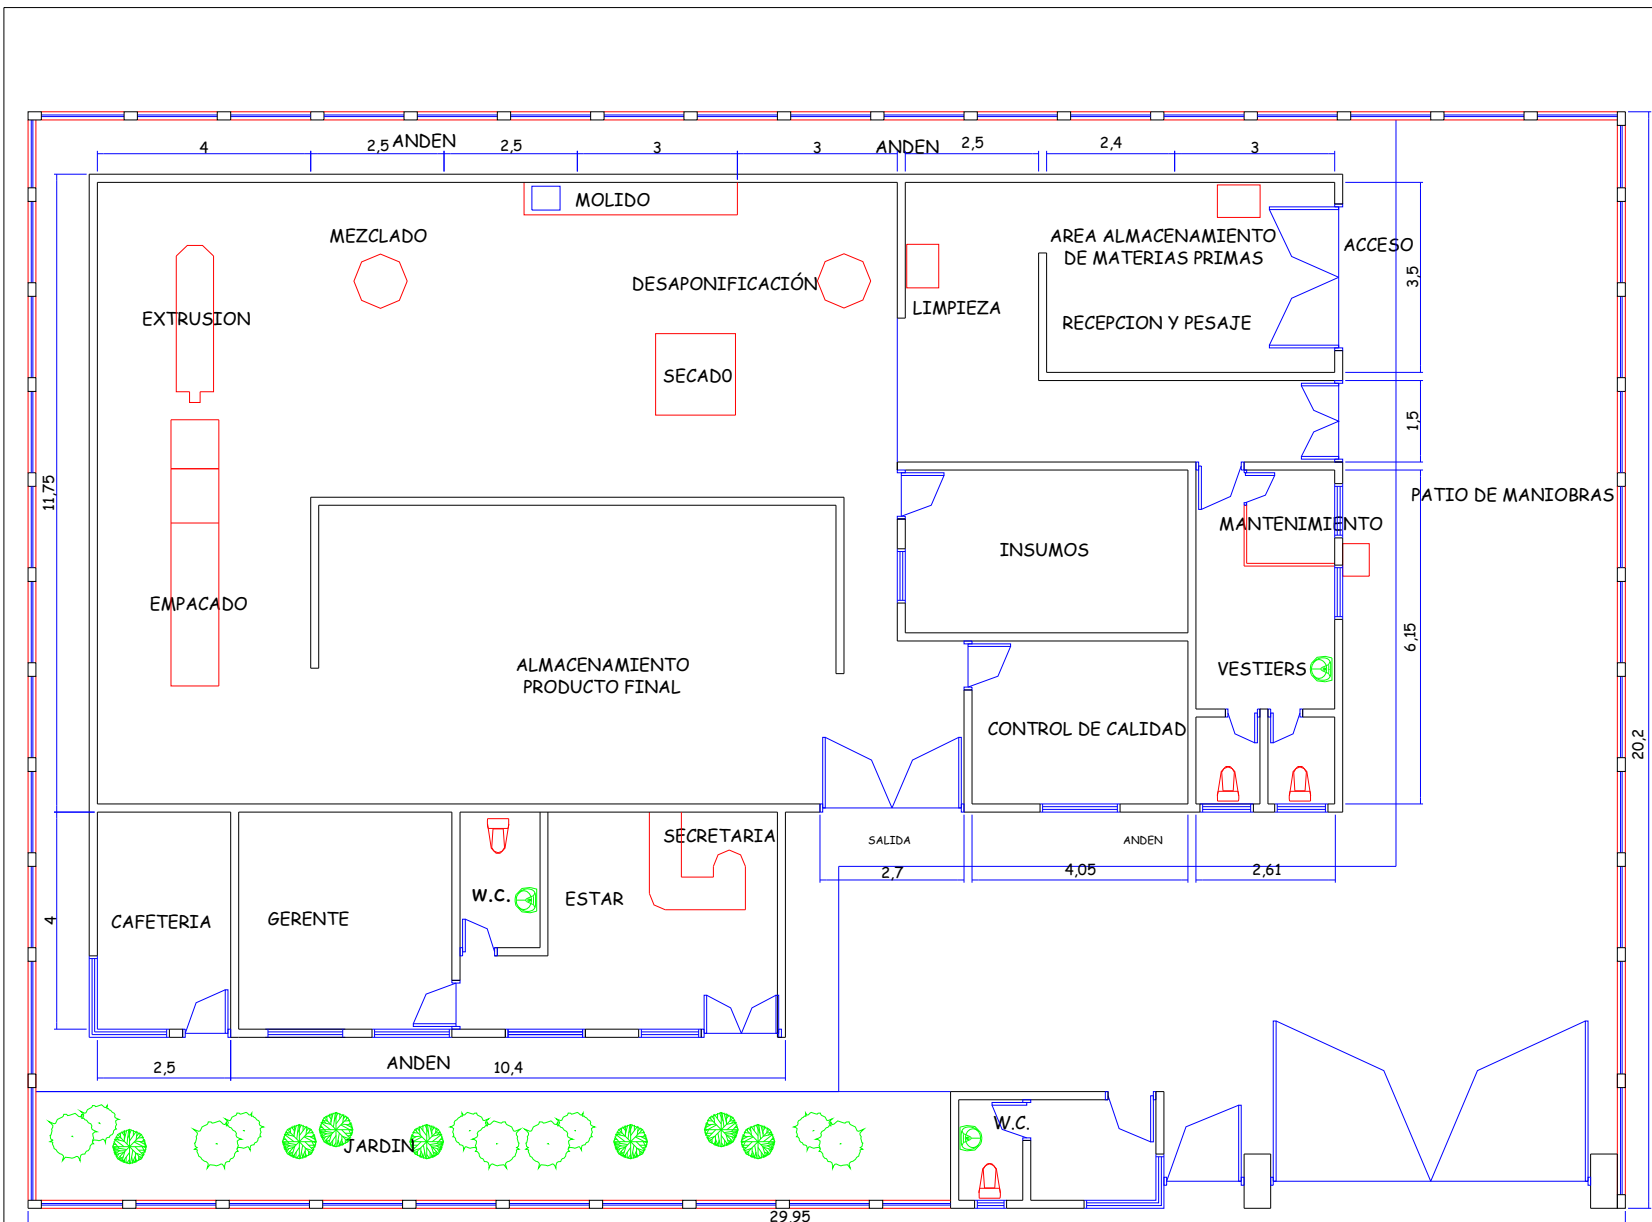 ANDEN
ANDEN
4
2,5
2,5
3
3
2,5
2,4
3
MOLIDO
MEZCLADO
AREA ALMACENAMIENTO
DE MATERIAS PRIMAS
ACCESO
3,5
DESAPONIFICACIÓN
LIMPIEZA
RECEPCION Y PESAJE
EXTRUSION
SECADO
1,5
11,75
PATIO DE MANIOBRAS
MANTENIMIENTO
INSUMOS
EMPACADO
6,15
ALMACENAMIENTO
PRODUCTO FINAL
VESTIERS
CONTROL DE CALIDAD
20,2
SECRETARIA
SALIDA
ANDEN
2,7
4,05
2,61
W.C.
ESTAR
CAFETERIA
GERENTE
4
2,5
ANDEN
10,4
W.C.
JARDIN
29,95